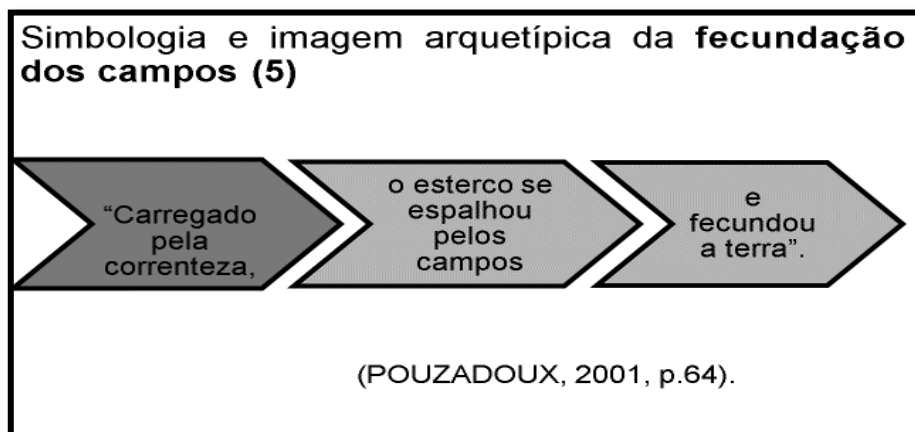 Simbologia e imagem arquetípica da fecundação
dos campos (5)
“Carregado
pela
correnteza,
o esterco se
espalhou
pelos
campos
e
fecundou
a terra”.
(POUZADOUX, 2001, p.64).